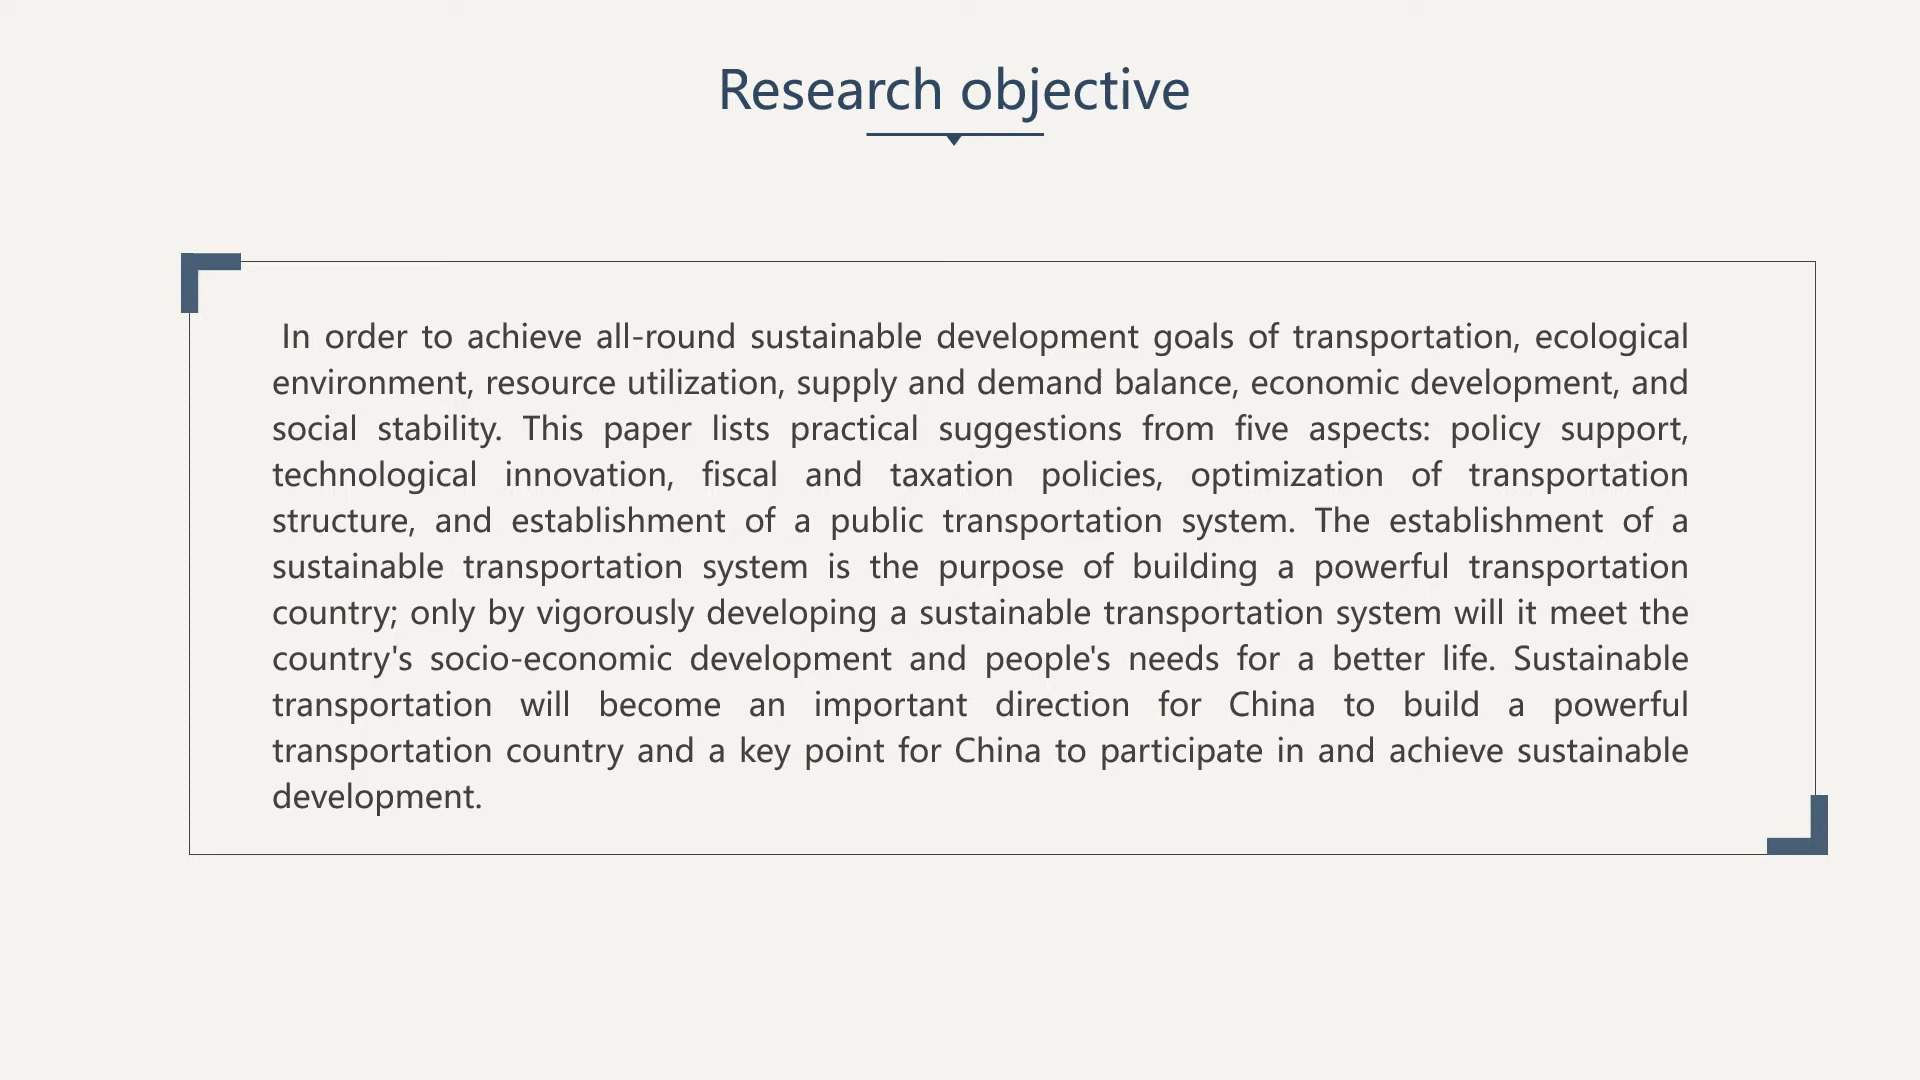 Research objective
In order to achieve all-round sustainable development goals of transportation, ecological
environment, resource utilization, supply and demand balance, economic development, and
social stability. This paper lists practical suggestions from five aspects: policy support,
technological innovation, fiscal and taxation policies, optimization of transportation
structure, and establishment of a public transportation system. The establishment of a
sustainable transportation system is the purpose of building a powerful transportation
country; only by vigorously developing a sustainable transportation system will it meet the
country's socio-economic development and people's needs for a better life. Sustainable
transportation will become an important direction for China to build a powerful
transportation country and a key point for China to participate in and achieve sustainable
development.